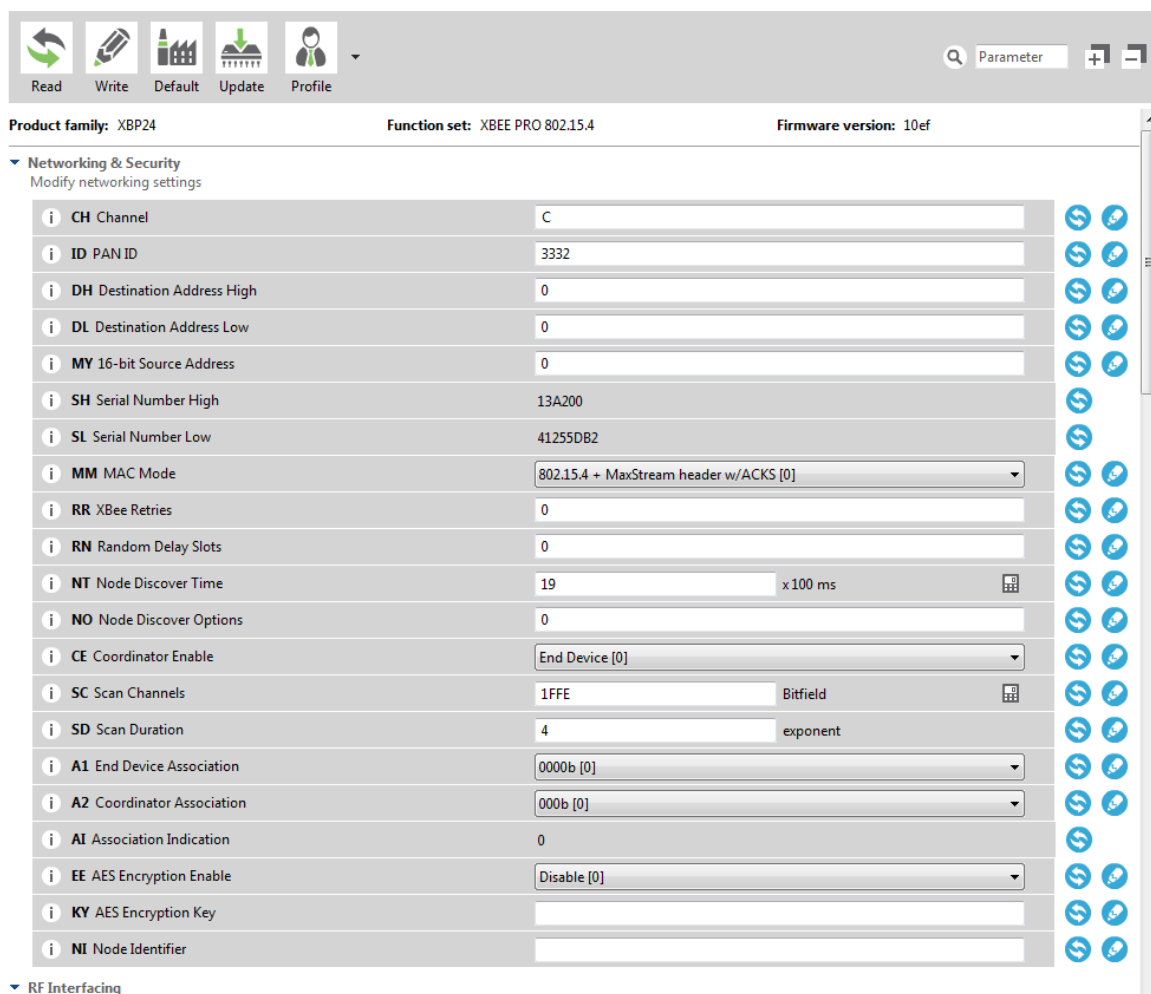 Read Write Default Update Profile Parameter
Product family: XBP24 Function set: XBEE PRO 802.15.4 Firmware version: 10ef
Networking & Security
Modify networking settings
i CH Channel C
i ID PAN ID 3332
i DH Destination Address High 0
i DL Destination Address Low 0
i MY 16-bit Source Address 0
i SH Serial Number High 13A200
i SL Serial Number Low 41255DB2
i MM MAC Mode 802.15.4 + MaxStream header w/ACKS [0]
i RR XBee Retries 0
i RN Random Delay Slots 0
i NT Node Discover Time 19 x 100 ms
i NO Node Discover Options 0
i CE Coordinator Enable End Device [0]
i SC Scan Channels 1FFE Bitfield
i SD Scan Duration 4 exponent
i A1 End Device Association 0000b [0]
i A2 Coordinator Association 000b [0]
i AI Association Indication 0
i EE AES Encryption Enable Disable [0]
i KY AES Encryption Key
i NI Node Identifier
RF Interfacing